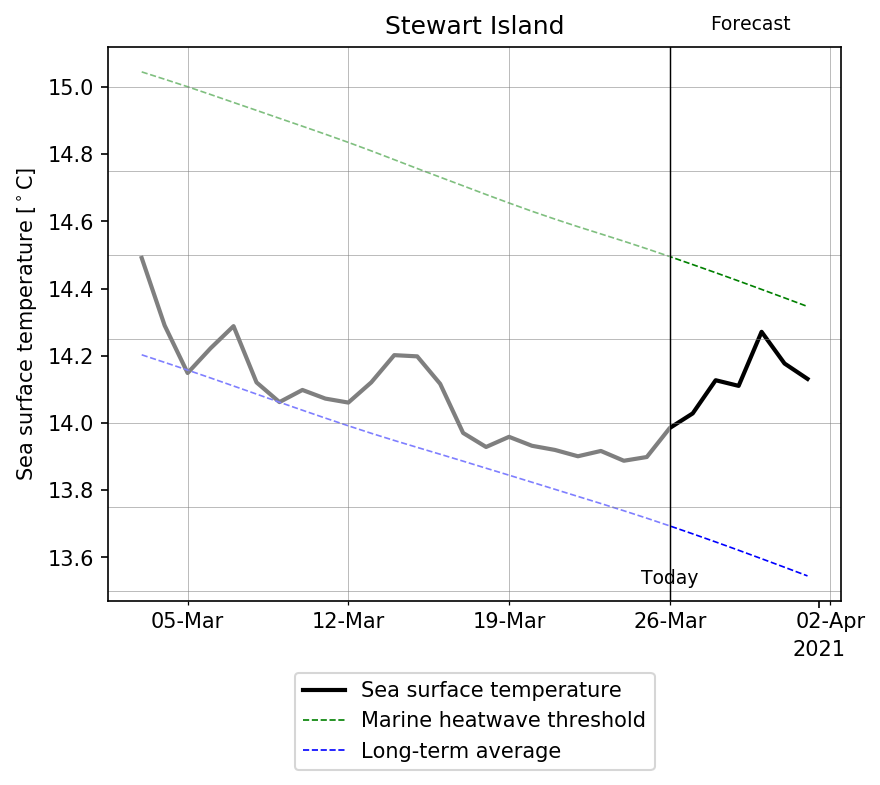 Stewart Island
Forecast
Sea surface temperature [°C]
15.0
14.8
14.6
14.4
14.2
14.0
13.8
13.6
Today
05-Mar
12-Mar
19-Mar
26-Mar
02-Apr
2021
Sea surface temperature
Marine heatwave threshold
Long-term average